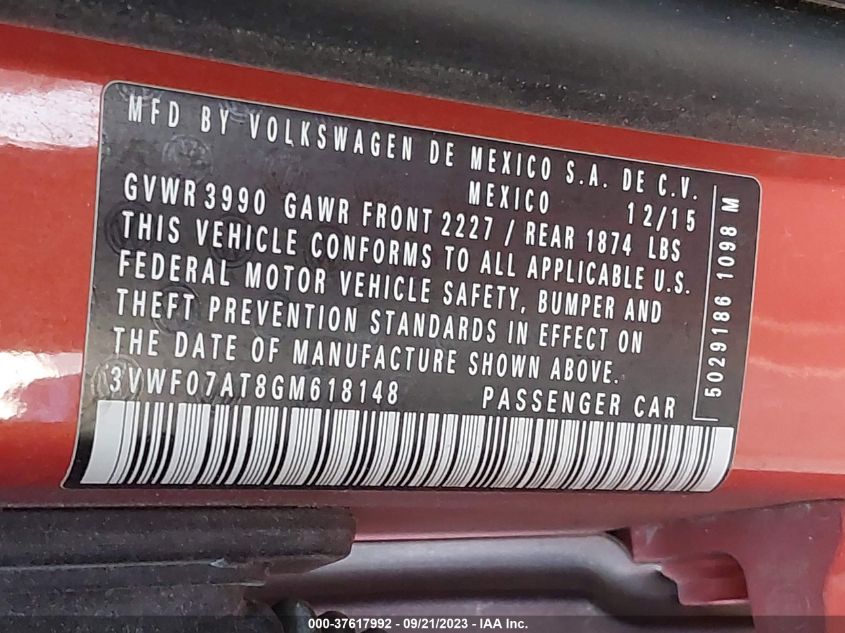 MFD BY VOLKSWAGEN DE MEXICO S.A. DE C.V.
MEXICO 12/15
GVWR 3990 GAWR FRONT 2227 / REAR 1874 LBS
THIS VEHICLE CONFORMS TO ALL APPLICABLE U.S.
FEDERAL MOTOR VEHICLE SAFETY, BUMPER AND
THEFT PREVENTION STANDARDS IN EFFECT ON
THE DATE OF MANUFACTURE SHOWN ABOVE.
3VWF07AT8GM618148 PASSENGER CAR
5029186 1098 M
000-37617992 - 09/21/2023 - IAA Inc.